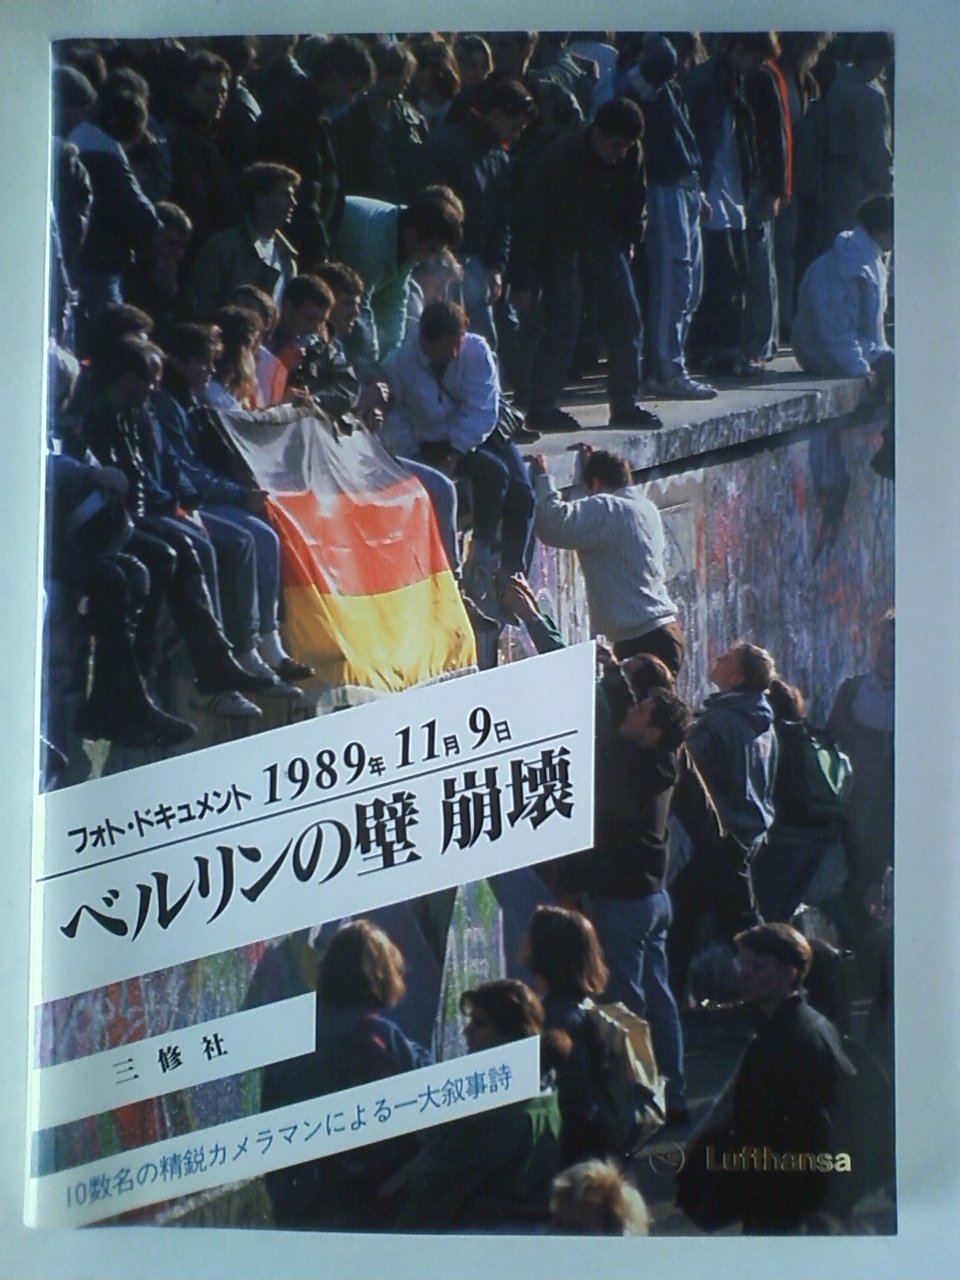 フォト・ドキュメント 1989年 11月 9日
ベルリンの壁 崩壊
三修社
10数名の精鋭カメラマンによる一大叙事詩
Lufthansa